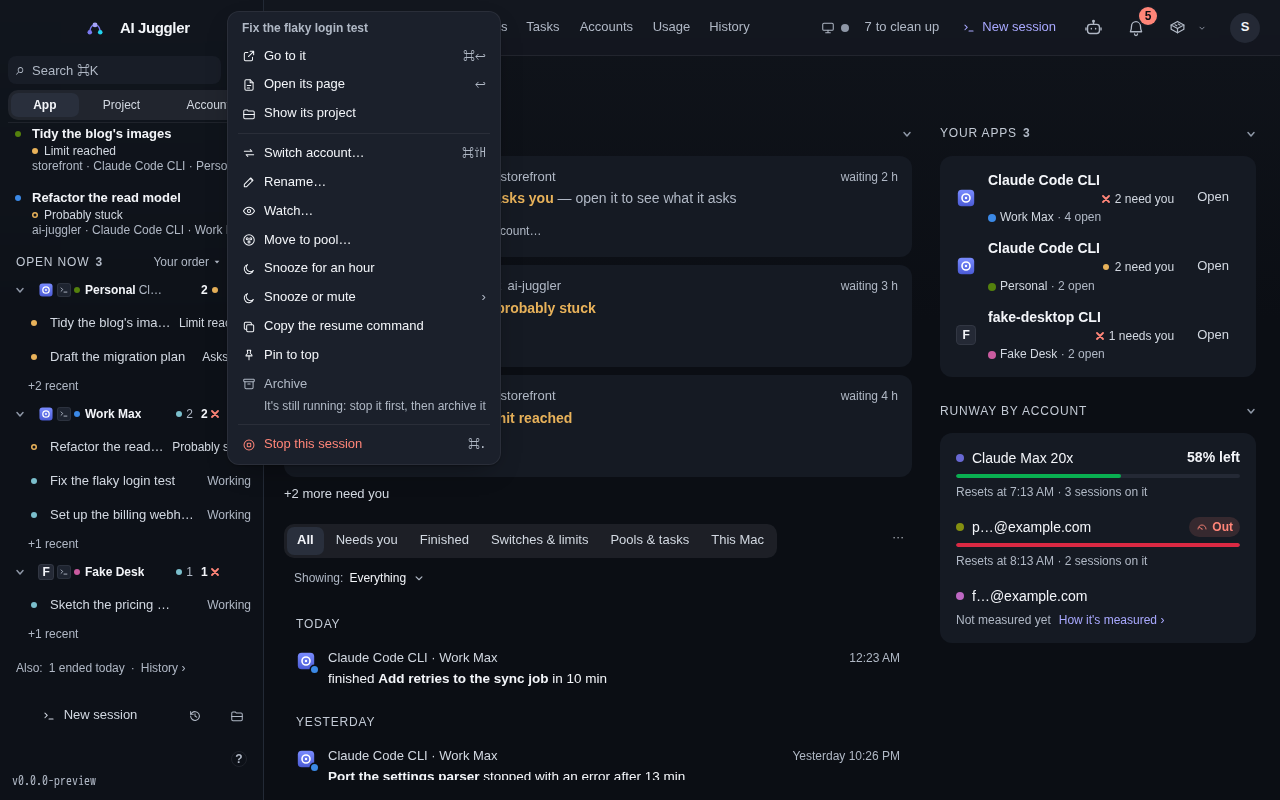 AI Juggler
Search ⌘K
App
Project
Accoun
Tidy the blog's images
Limit reached
storefront · Claude Code CLI · Perso
Refactor the read model
Probably stuck
ai-juggler · Claude Code CLI · Work
OPEN NOW 3
Your order
Personal Cl…
2
Tidy the blog's ima…
Limit reac
Draft the migration plan
Asks
+2 recent
Work Max
2
2
Refactor the read…
Probably s
Fix the flaky login test
Working
Set up the billing webh…
Working
+1 recent
F
Fake Desk
1
1
Sketch the pricing …
Working
+1 recent
Also: 1 ended today · History ›
New session
?
v0.0.0-preview
Fix the flaky login test
Go to it
⌘↩
Open its page
↩
Show its project
Switch account…
⌘⇧H
Rename…
Watch…
Move to pool…
Snooze for an hour
Snooze or mute
›
Copy the resume command
Pin to top
Archive
It's still running: stop it first, then archive it
Stop this session
⌘.
s
Tasks
Accounts
Usage
History
7 to clean up
New session
5
S
storefront
waiting 2 h
sks you — open it to see what it asks
count…
ai-juggler
waiting 3 h
probably stuck
storefront
waiting 4 h
mit reached
+2 more need you
All
Needs you
Finished
Switches & limits
Pools & tasks
This Mac
…
Showing: Everything
TODAY
Claude Code CLI · Work Max
12:23 AM
finished Add retries to the sync job in 10 min
YESTERDAY
Claude Code CLI · Work Max
Yesterday 10:26 PM
Port the settings parser stopped with an error after 13 min
YOUR APPS 3
Claude Code CLI
2 need you
Open
Work Max · 4 open
Claude Code CLI
2 need you
Open
Personal · 2 open
F
fake-desktop CLI
1 needs you
Open
Fake Desk · 2 open
RUNWAY BY ACCOUNT
Claude Max 20x
58% left
Resets at 7:13 AM · 3 sessions on it
p…@example.com
Out
Resets at 8:13 AM · 2 sessions on it
f…@example.com
Not measured yet How it's measured ›